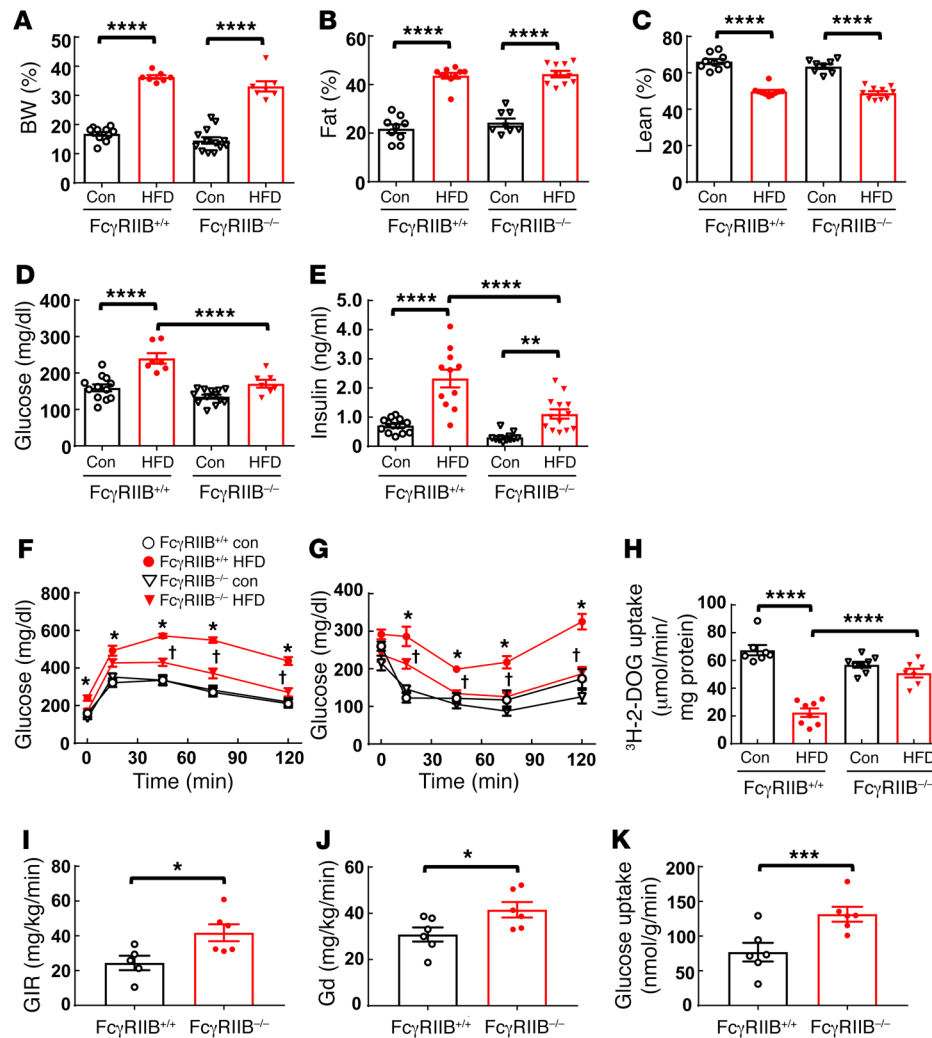 A
BW (%)
50
40
30
20
10
0
****
****
Con
HFD
Con
HFD
FcγRIIB+/+
FcγRIIB–/–
B
Fat (%)
60
40
20
0
****
****
Con
HFD
Con
HFD
FcγRIIB+/+
FcγRIIB–/–
C
Lean (%)
80
60
40
20
0
****
****
Con
HFD
Con
HFD
FcγRIIB+/+
FcγRIIB–/–
D
Glucose (mg/dl)
400
300
200
100
0
****
****
Con
HFD
Con
HFD
FcγRIIB+/+
FcγRIIB–/–
E
Insulin (ng/ml)
5.0
4.0
3.0
2.0
1.0
0
****
****
**
Con
HFD
Con
HFD
FcγRIIB+/+
FcγRIIB–/–
F
FcγRIIB+/+ con
FcγRIIB+/+ HFD
FcγRIIB–/– con
FcγRIIB–/– HFD
Glucose (mg/dl)
800
600
400
200
0
* * * * *
† † †
0 30 60 90 120
Time (min)
G
Glucose (mg/dl)
400
300
200
100
0
* * * *
† † † †
0 30 60 90 120
Time (min)
H
³H-2-DOG uptake
(μmol/min/
mg protein)
100
80
60
40
20
0
****
****
Con
HFD
Con
HFD
FcγRIIB+/+
FcγRIIB–/–
I
GIR (mg/kg/min)
80
60
40
20
0
*
FcγRIIB+/+
FcγRIIB–/–
J
Gd (mg/kg/min)
60
40
20
0
*
FcγRIIB+/+
FcγRIIB–/–
K
Glucose uptake
(nmol/g/min)
200
150
100
50
0
***
FcγRIIB+/+
FcγRIIB–/–